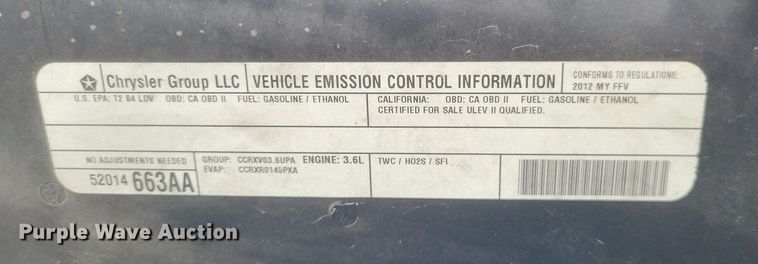 Chrysler Group LLC VEHICLE EMISSION CONTROL INFORMATION CONFORMS TO REGULATIONS:
2012 MY FFV
U.S. EPA: T2 B4 LDV OBD: CA OBD II FUEL: GASOLINE / ETHANOL
CALIFORNIA: OBD: CA OBD II FUEL: GASOLINE / ETHANOL
CERTIFIED FOR SALE ULEV II QUALIFIED.
NO ADJUSTMENTS NEEDED
52014 663AA
GROUP: CCRXV03.6UPA ENGINE: 3.6L
EVAP: CCRXR0145PKA
TWC / HO2S / SFI
Purple Wave Auction